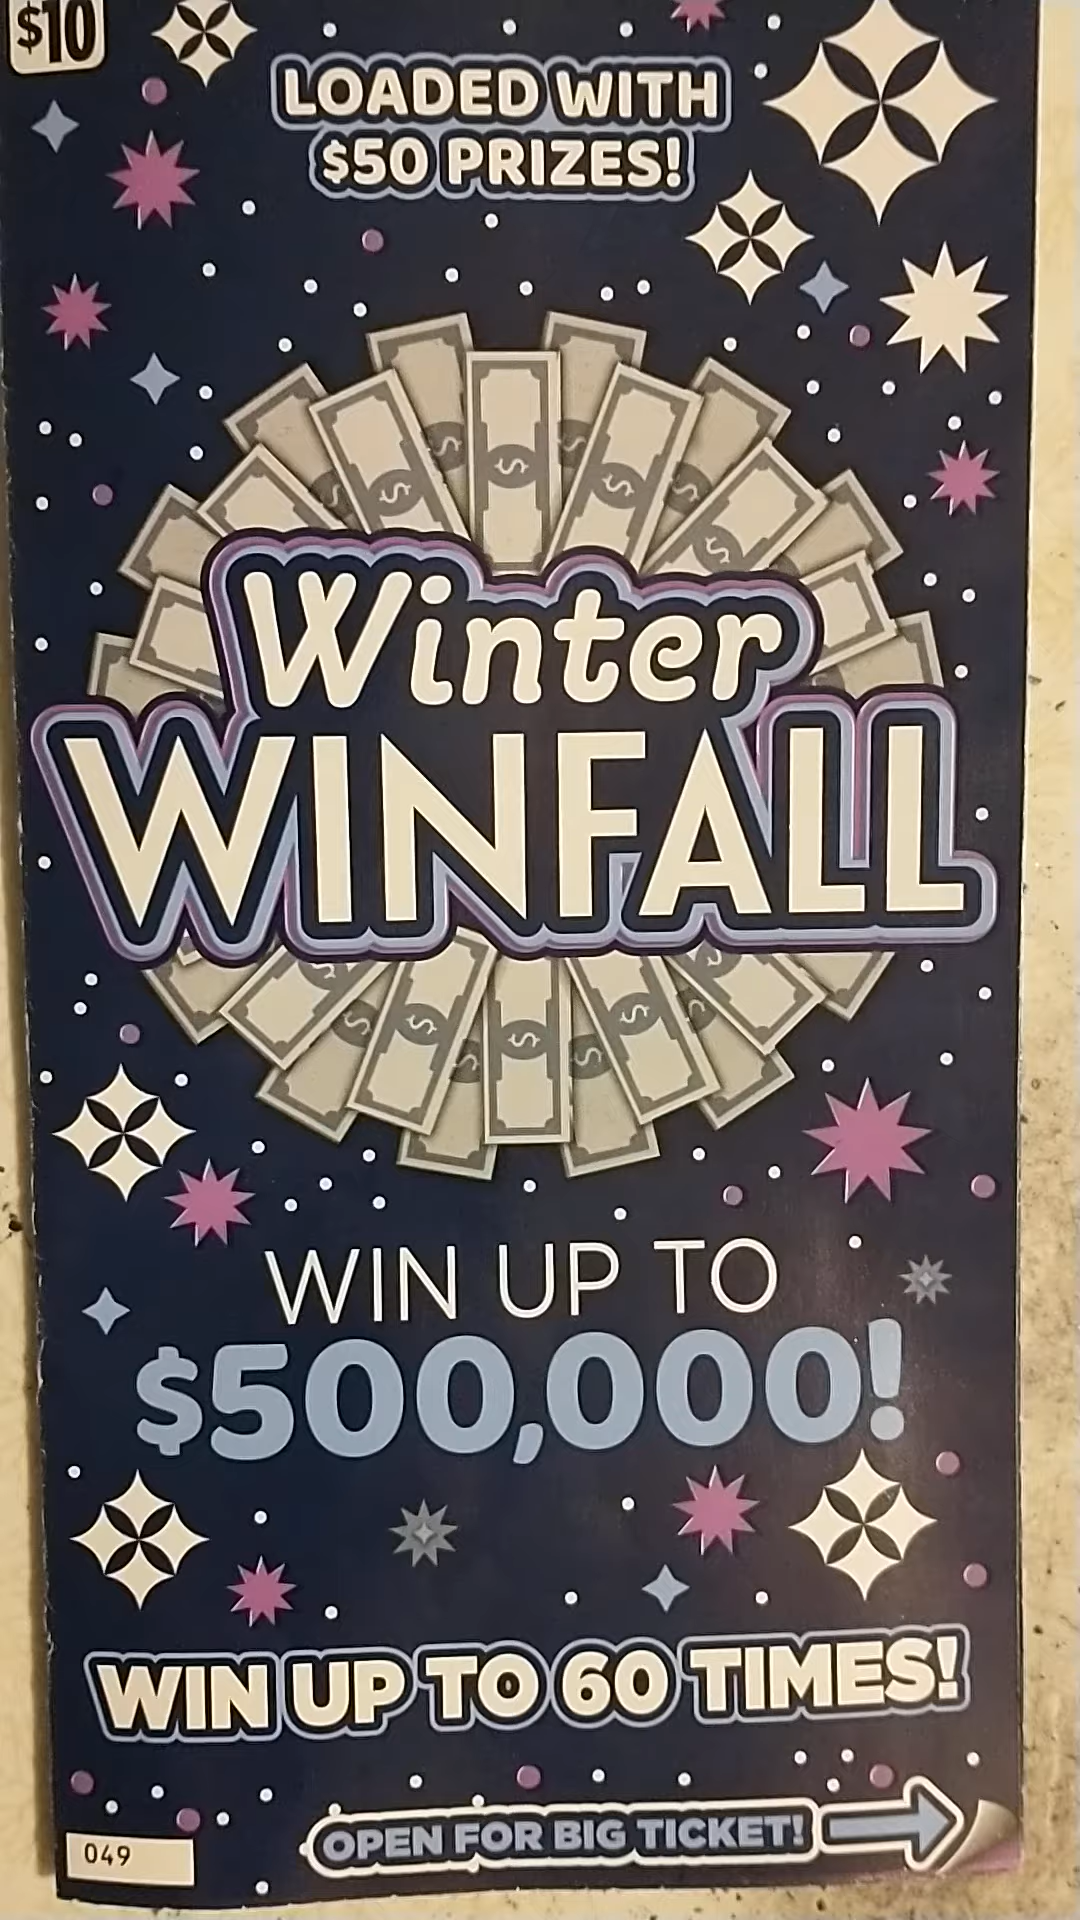 $10
LOADED WITH
$50 PRIZES!
Winter
WINFALL
WIN UP TO
$500,000!
WIN UP TO 60 TIMES!
OPEN FOR BIG TICKET!
049